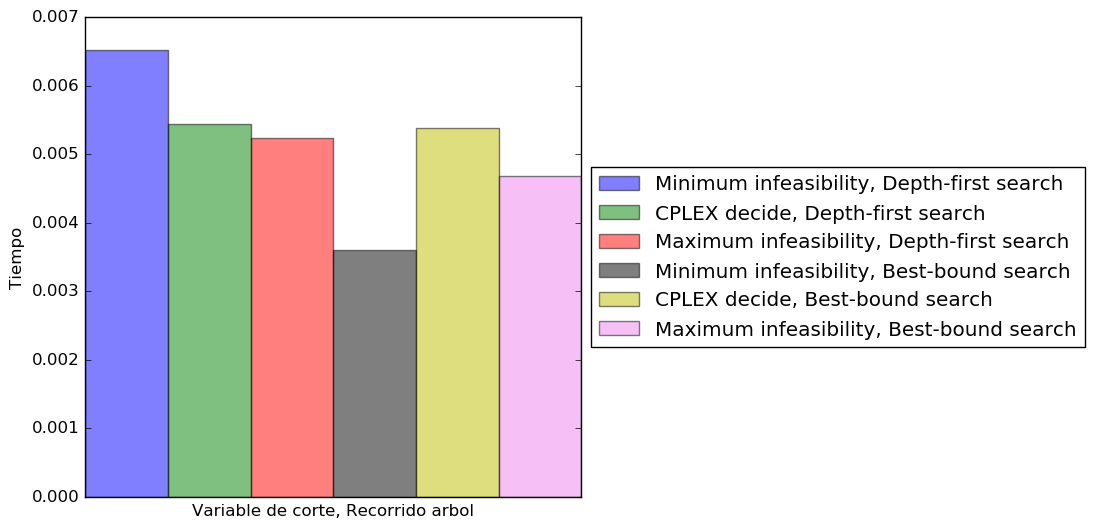 0.007
0.006
0.005
0.004
0.003
0.002
0.001
0.000
Tiempo
Variable de corte, Recorrido arbol
Minimum infeasibility, Depth-first search
CPLEX decide, Depth-first search
Maximum infeasibility, Depth-first search
Minimum infeasibility, Best-bound search
CPLEX decide, Best-bound search
Maximum infeasibility, Best-bound search